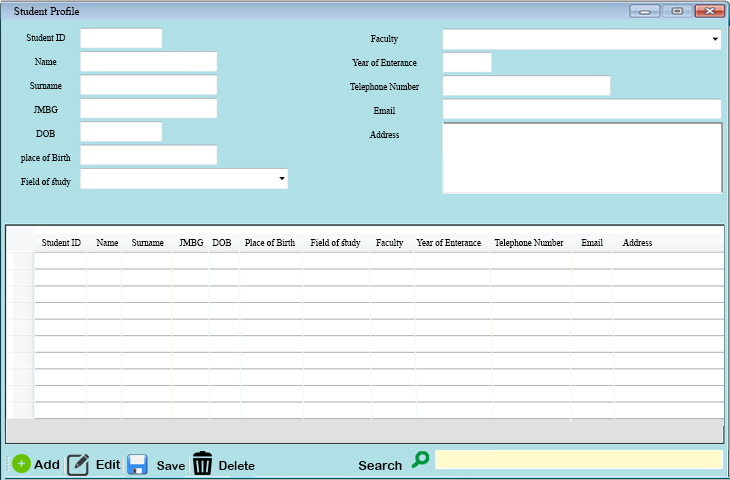 Student Profile
Student ID
Name
Surname
JMBG
DOB
place of Birth
Field of study
Faculty
Year of Enterance
Telephone Number
Email
Address
Student ID Name Surname JMBG DOB Place of Birth Field of study Faculty Year of Enterance Telephone Number Email Address
Add Edit Save Delete Search